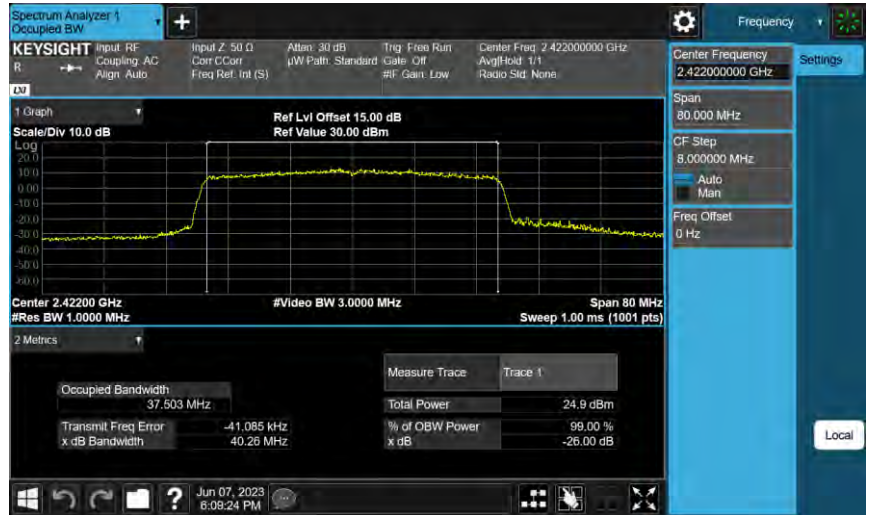 Spectrum Analyzer 1
Occupied BW
Frequency
KEYSIGHT
R
LXI
Input: RF
Coupling: AC
Align: Auto
Input Z: 50 Ω
Corr CCorr
Freq Ref: Int (S)
Atten: 30 dB
µW Path: Standard
Trig: Free Run
Gate: Off
#IF Gain: Low
Center Freq: 2.422000000 GHz
Avg|Hold: 1/1
Radio Std: None
Center Frequency
2.422000000 GHz
Settings
Span
80.000 MHz
CF Step
8.000000 MHz
Auto
Man
Freq Offset
0 Hz
Local
1 Graph
Scale/Div 10.0 dB
Ref Lvl Offset 15.00 dB
Ref Value 30.00 dBm
Log
20.0
10.0
0.00
-10.0
-20.0
-30.0
-40.0
-50.0
-60.0
Center 2.42200 GHz
#Res BW 1.0000 MHz
#Video BW 3.0000 MHz
Span 80 MHz
Sweep 1.00 ms (1001 pts)
2 Metrics
Measure Trace
Trace 1
Occupied Bandwidth
37.503 MHz
Total Power
24.9 dBm
Transmit Freq Error
-41.085 kHz
% of OBW Power
99.00 %
x dB Bandwidth
40.26 MHz
x dB
-26.00 dB
?
Jun 07, 2023
6:09:24 PM